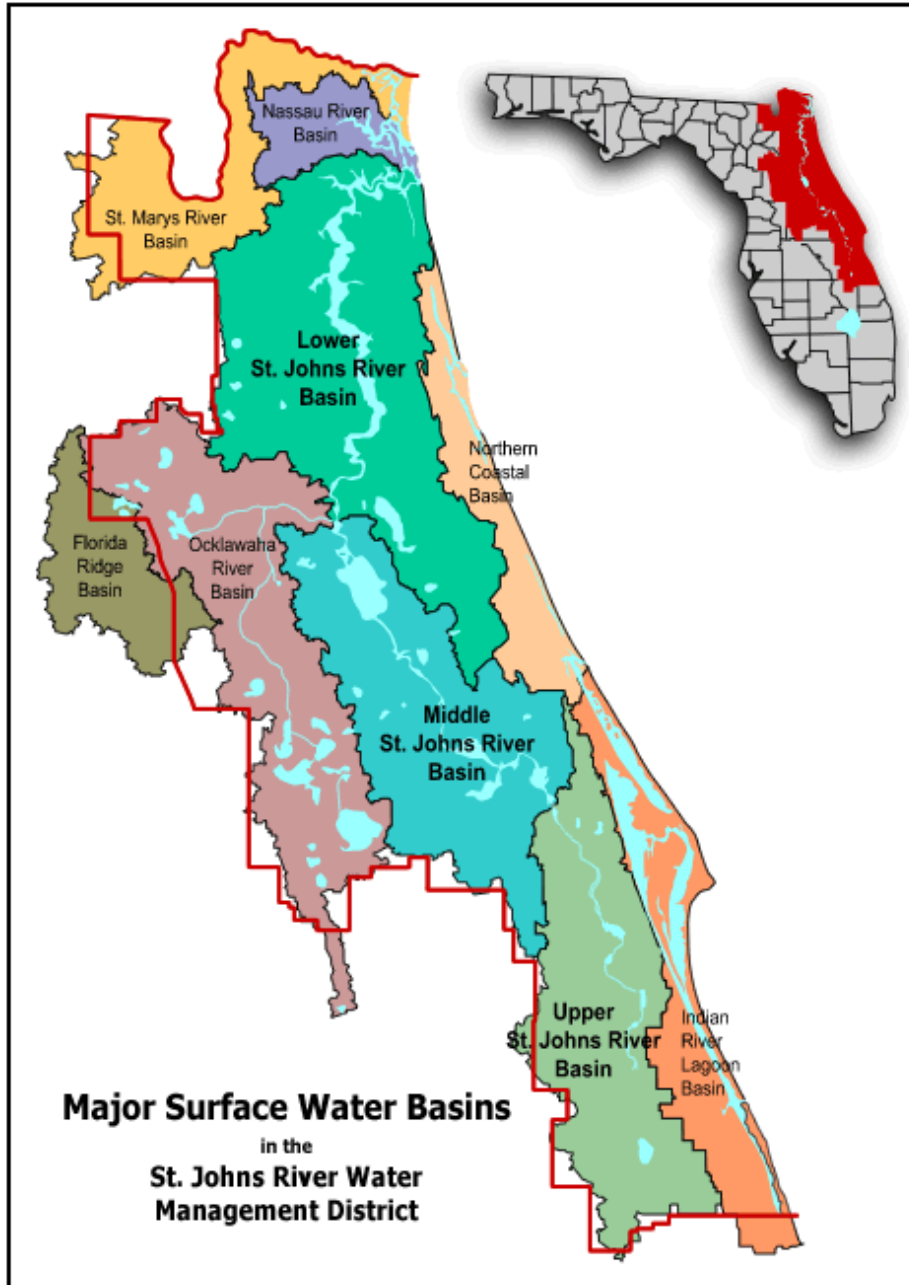 Nassau River
Basin
St. Marys River
Basin
Lower
St. Johns River
Basin
Northern
Coastal
Basin
Florida
Ridge
Basin
Ocklawaha
River
Basin
Middle
St. Johns River
Basin
Upper
St. Johns River
Basin
Indian
River
Lagoon
Basin
Major Surface Water Basins
in the
St. Johns River Water
Management District